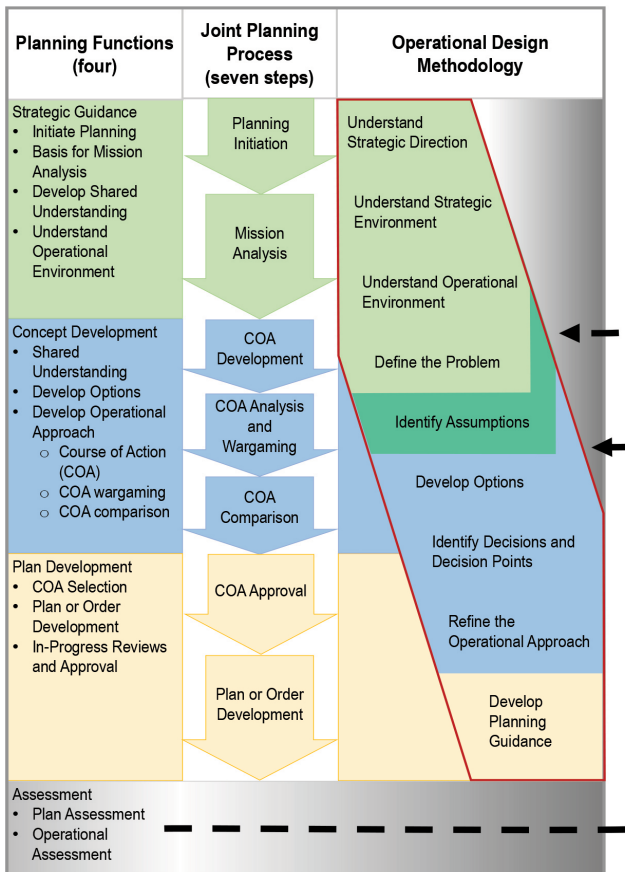 Planning Functions
(four)
Joint Planning
Process
(seven steps)
Operational Design
Methodology
Strategic Guidance
• Initiate Planning
• Basis for Mission
Analysis
• Develop Shared
Understanding
• Understand
Operational
Environment
Planning
Initiation
Mission
Analysis
Understand
Strategic Direction
Understand Strategic
Environment
Understand Operational
Environment
Define the Problem
Concept Development
• Shared
Understanding
• Develop Options
• Develop Operational
Approach
o Course of Action
(COA)
o COA wargaming
o COA comparison
COA
Development
COA Analysis
and
Wargaming
COA
Comparison
Identify Assumptions
Develop Options
Identify Decisions and
Decision Points
Refine the
Operational Approach
Plan Development
• COA Selection
• Plan or Order
Development
• In-Progress Reviews
and Approval
COA Approval
Plan or Order
Development
Develop
Planning
Guidance
Assessment
• Plan Assessment
• Operational
Assessment